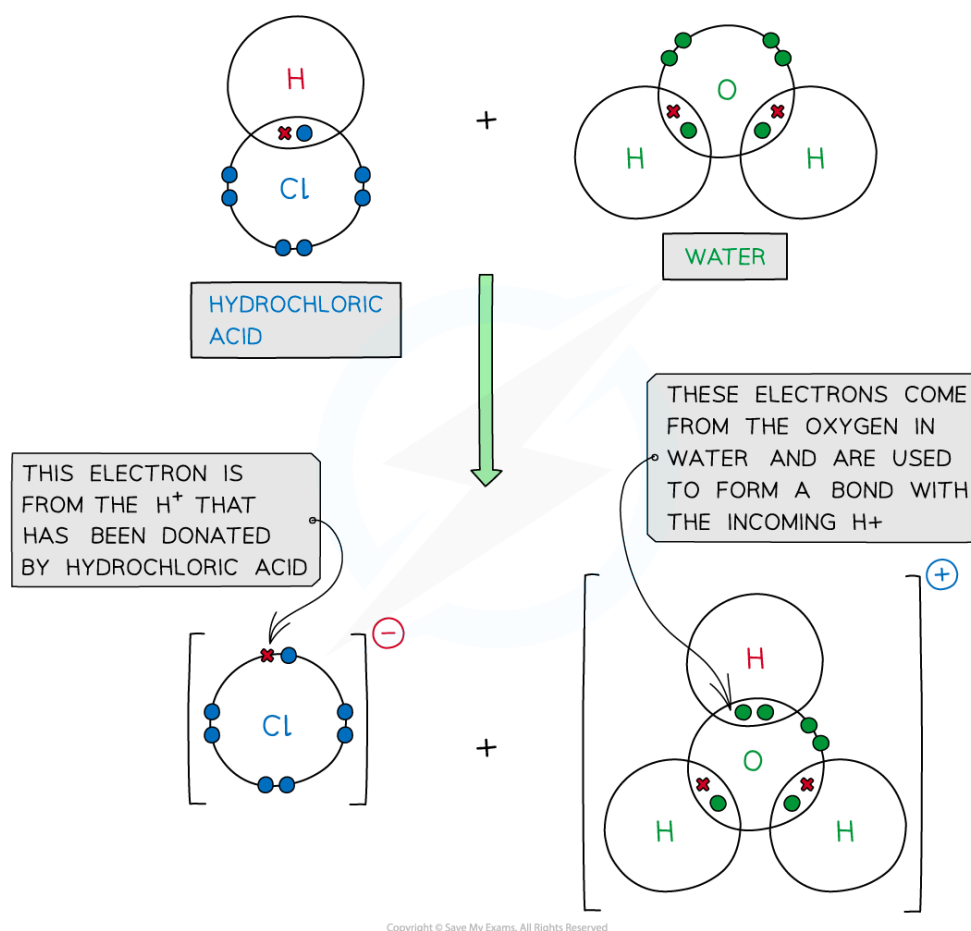 H
Cl
+
O
H
H
HYDROCHLORIC
ACID
WATER
THESE ELECTRONS COME
FROM THE OXYGEN IN
WATER AND ARE USED
TO FORM A BOND WITH
THE INCOMING H+
THIS ELECTRON IS
FROM THE H⁺ THAT
HAS BEEN DONATED
BY HYDROCHLORIC ACID
Cl
−
+
H
O
H
H
+
Copyright © Save My Exams. All Rights Reserved